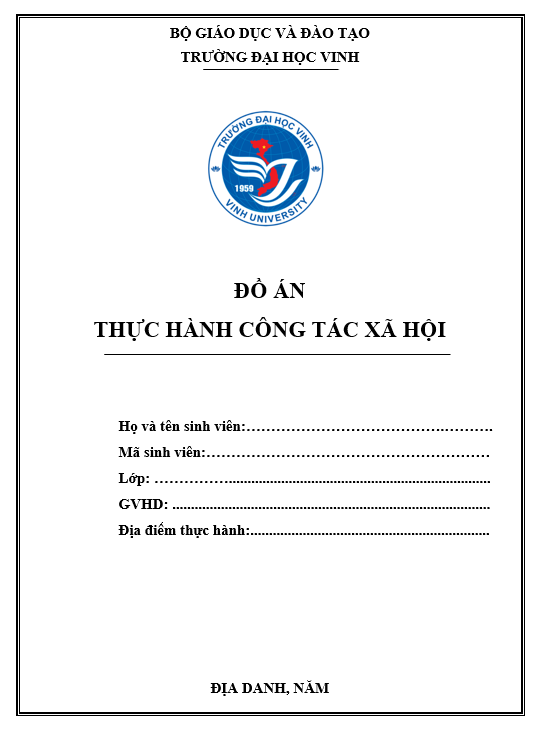 BỘ GIÁO DỤC VÀ ĐÀO TẠO
TRƯỜNG ĐẠI HỌC VINH
TRƯỜNG ĐẠI HỌC VINH
1959
VINH UNIVERSITY
ĐỒ ÁN
THỰC HÀNH CÔNG TÁC XÃ HỘI
Họ và tên sinh viên:………………………………….……….
Mã sinh viên:…………………………………………………
Lớp: ……………......................................................................
GVHD: .....................................................................................
Địa điểm thực hành:................................................................
ĐỊA DANH, NĂM